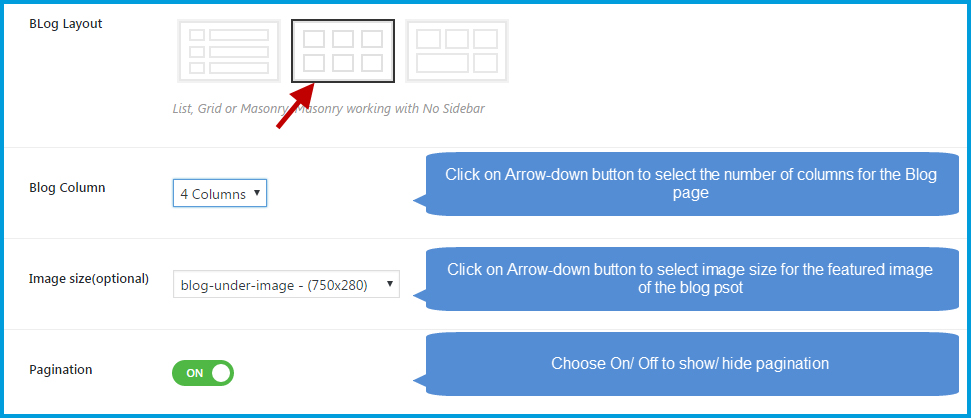 BLog Layout
List, Grid or Masonry, Masonry working with No Sidebar
Blog Column
4 Columns
Click on Arrow-down button to select the number of columns for the Blog
page
Image size(optional)
blog-under-image - (750x280)
Click on Arrow-down button to select image size for the featured image
of the blog psot
Pagination
ON
Choose On/ Off to show/ hide pagination